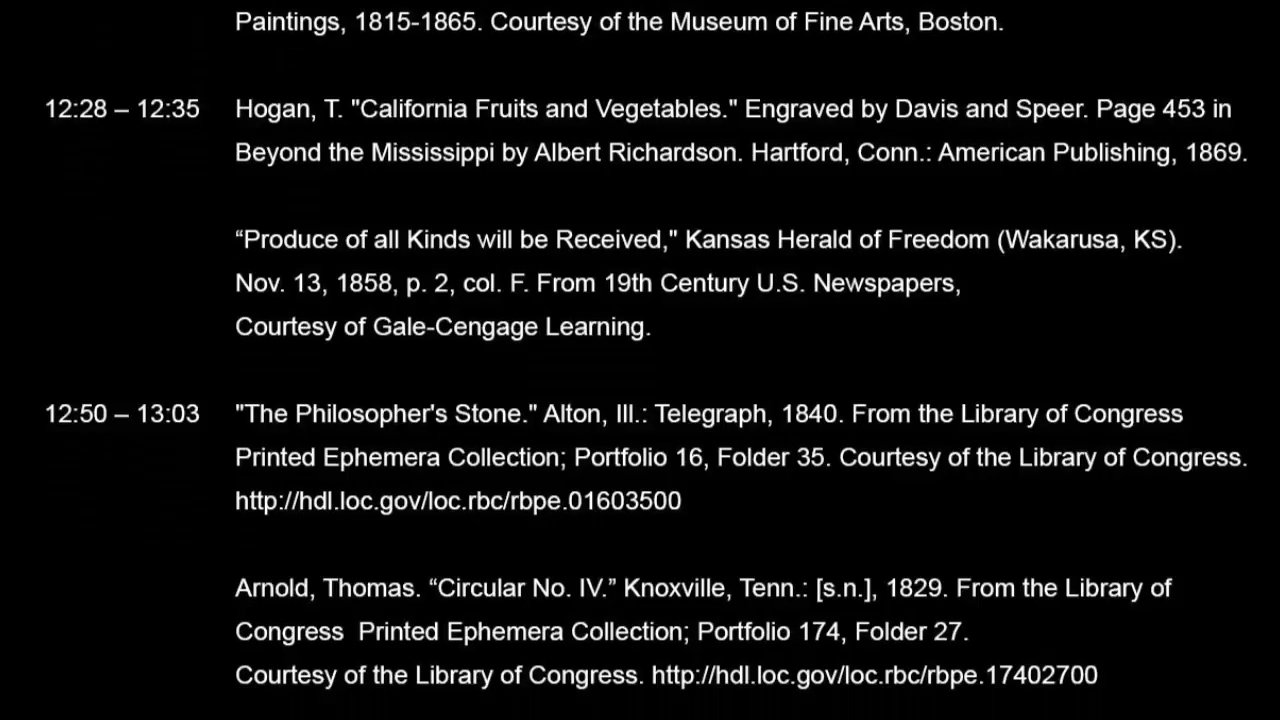 Paintings, 1815-1865. Courtesy of the Museum of Fine Arts, Boston.
12:28 – 12:35 Hogan, T. "California Fruits and Vegetables." Engraved by Davis and Speer. Page 453 in
Beyond the Mississippi by Albert Richardson. Hartford, Conn.: American Publishing, 1869.
“Produce of all Kinds will be Received," Kansas Herald of Freedom (Wakarusa, KS).
Nov. 13, 1858, p. 2, col. F. From 19th Century U.S. Newspapers,
Courtesy of Gale-Cengage Learning.
12:50 – 13:03 "The Philosopher's Stone." Alton, Ill.: Telegraph, 1840. From the Library of Congress
Printed Ephemera Collection; Portfolio 16, Folder 35. Courtesy of the Library of Congress.
http://hdl.loc.gov/loc.rbc/rbpe.01603500
Arnold, Thomas. “Circular No. IV.” Knoxville, Tenn.: [s.n.], 1829. From the Library of
Congress  Printed Ephemera Collection; Portfolio 174, Folder 27.
Courtesy of the Library of Congress. http://hdl.loc.gov/loc.rbc/rbpe.17402700